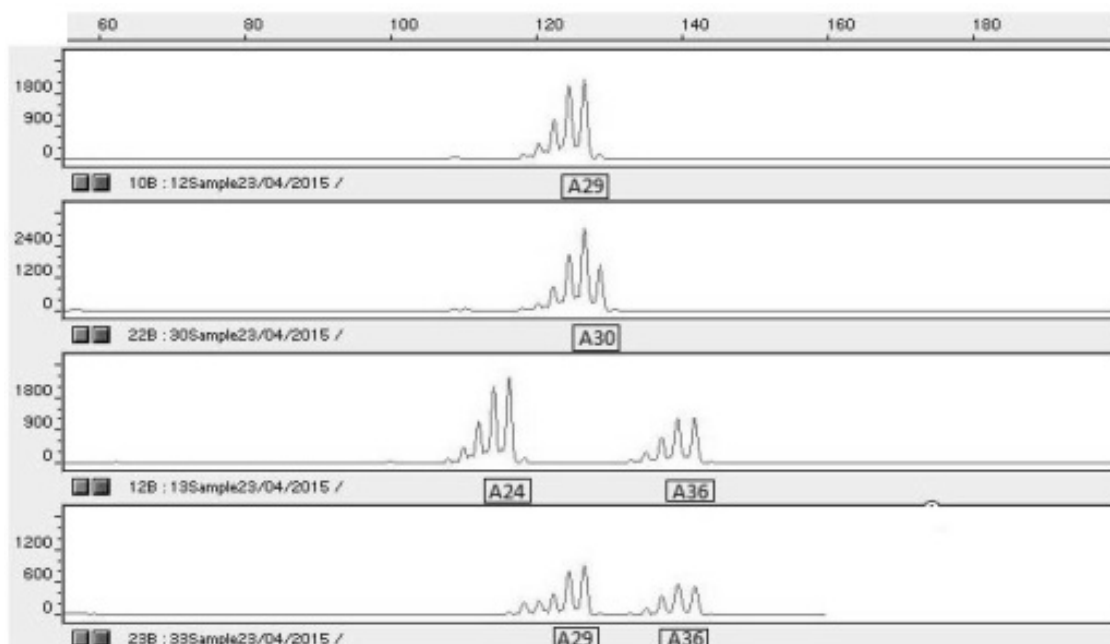 60 80 100 120 140 160 180
1800
900
0
10B : 12Sample23/04/2015 /
A29
2400
1200
0
22B : 30Sample23/04/2015 /
A30
1800
900
0
12B : 13Sample23/04/2015 /
A24 A36
1200
600
0
23B : 33Sample23/04/2015 /
A29 A36